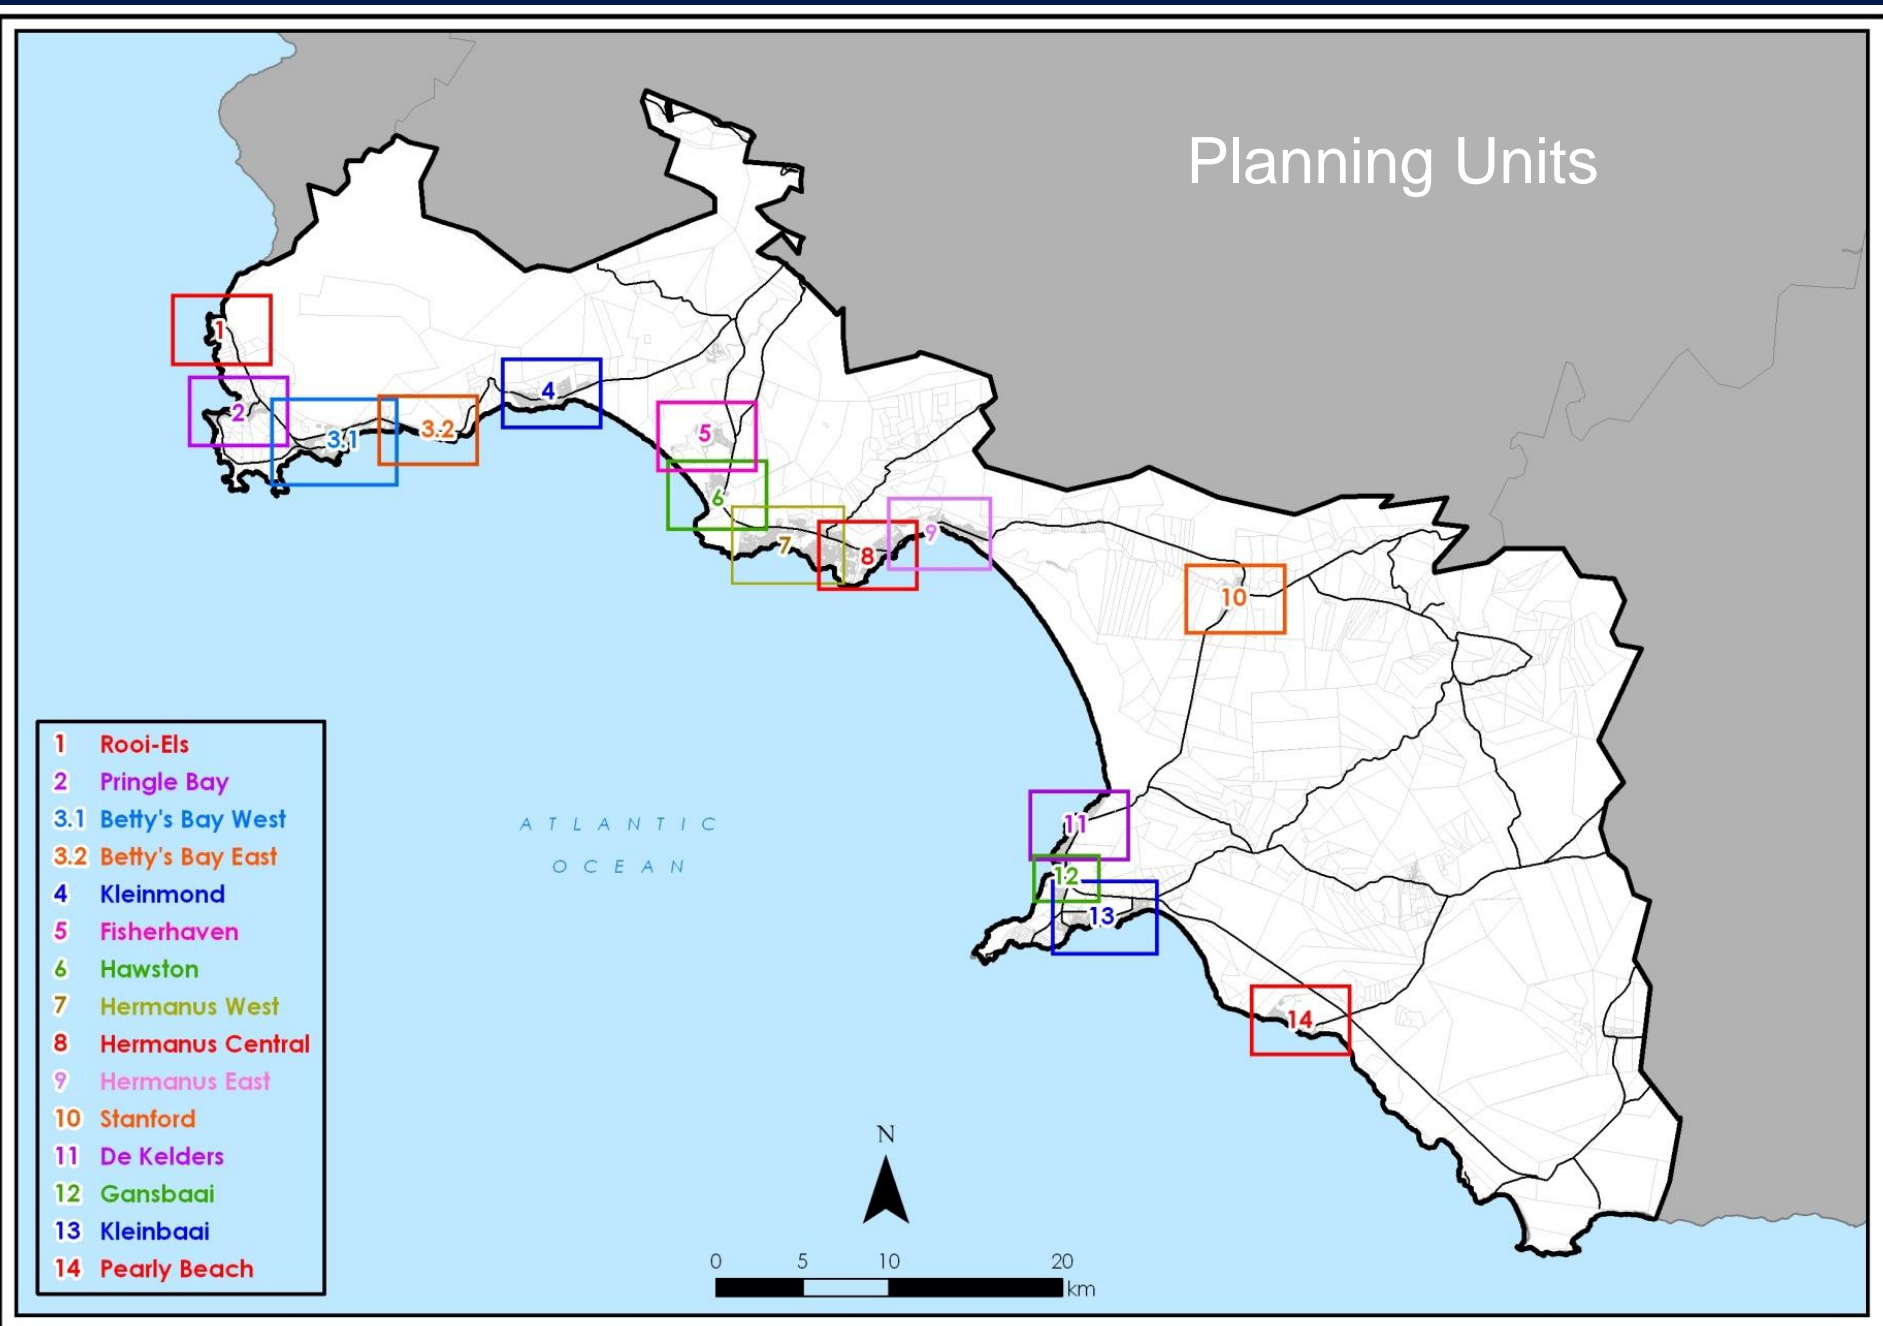 Planning Units
1
2
3.1
3.2
4
5
6
7
8
9
10
11
12
13
14
ATLANTIC
OCEAN
1 Rooi-Els
2 Pringle Bay
3.1 Betty's Bay West
3.2 Betty's Bay East
4 Kleinmond
5 Fisherhaven
6 Hawston
7 Hermanus West
8 Hermanus Central
9 Hermanus East
10 Stanford
11 De Kelders
12 Gansbaai
13 Kleinbaai
14 Pearly Beach
N
0 5 10 20
km